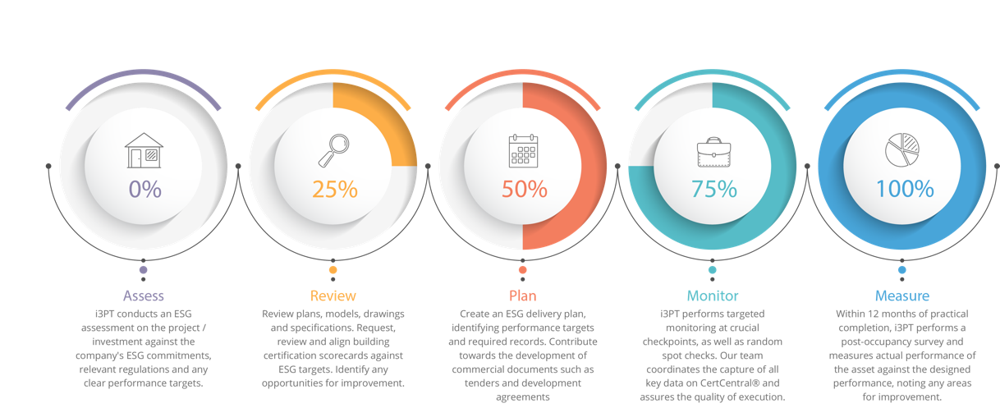 0%
25%
50%
75%
100%
Assess
i3PT conducts an ESG
assessment on the project /
investment against the
company's ESG commitments,
relevant regulations and any
clear performance targets.
Review
Review plans, models, drawings
and specifications. Request,
review and align building
certification scorecards against
ESG targets. Identify any
opportunities for improvement.
Plan
Create an ESG delivery plan,
identifying performance targets
and required records. Contribute
towards the development of
commercial documents such as
tenders and development
agreements
Monitor
i3PT performs targeted
monitoring at crucial
checkpoints, as well as random
spot checks. Our team
coordinates the capture of all
key data on CertCentral® and
assures the quality of execution.
Measure
Within 12 months of practical
completion, i3PT performs a
post-occupancy survey and
measures actual performance of
the asset against the designed
performance, noting any areas
for improvement.